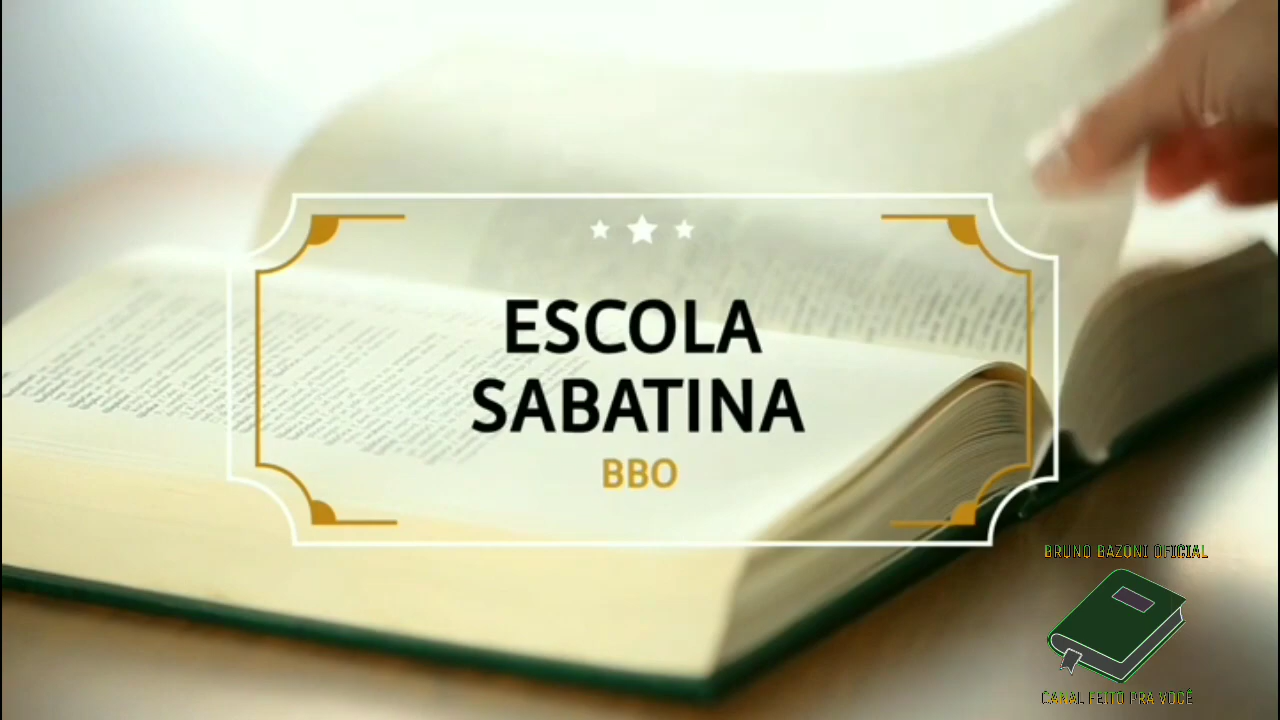 ESCOLA
SABATINA
BBO
BRUNO BAZONI OFICIAL
CANAL FEITO PRA VOCÊ